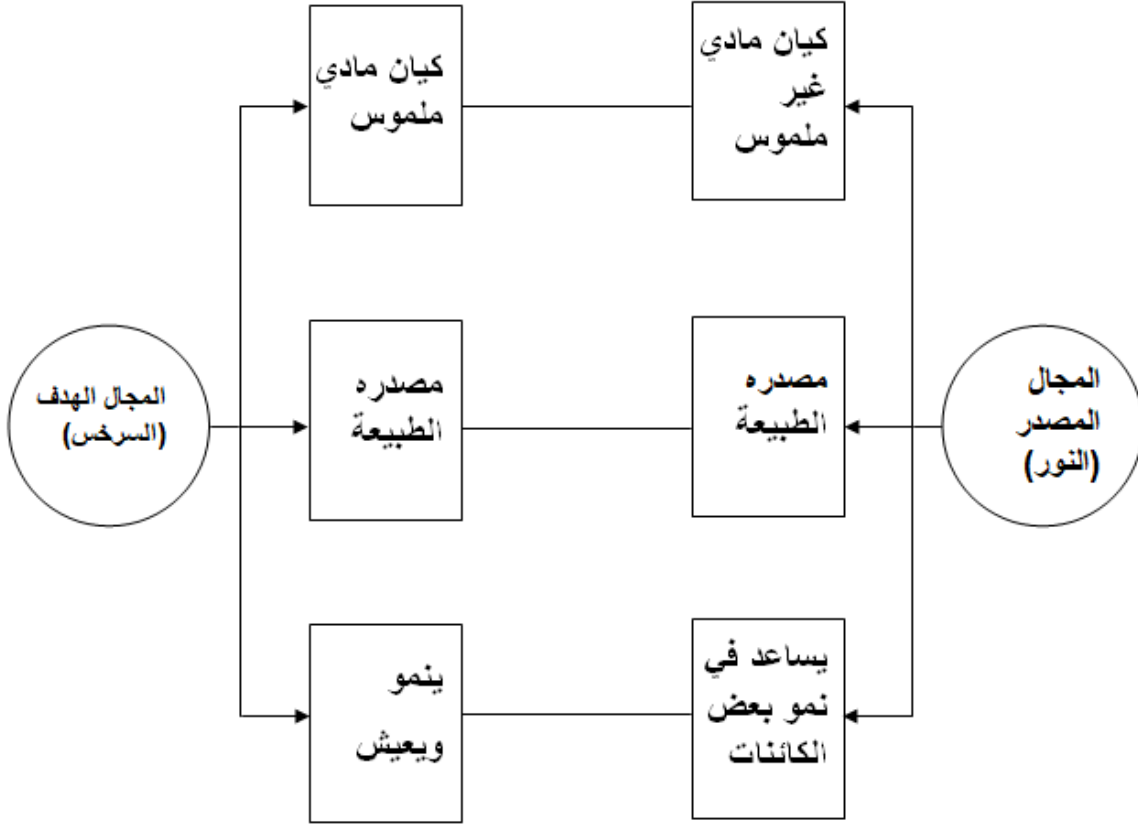 كيان مادي
غير
ملموس
كيان مادي
ملموس
المجال
المصدر
(النور)
مصدره
الطبيعة
مصدره
الطبيعة
المجال الهدف
(السرخس)
يساعد في
نمو بعض
الكائنات
ينمو
ويعيش